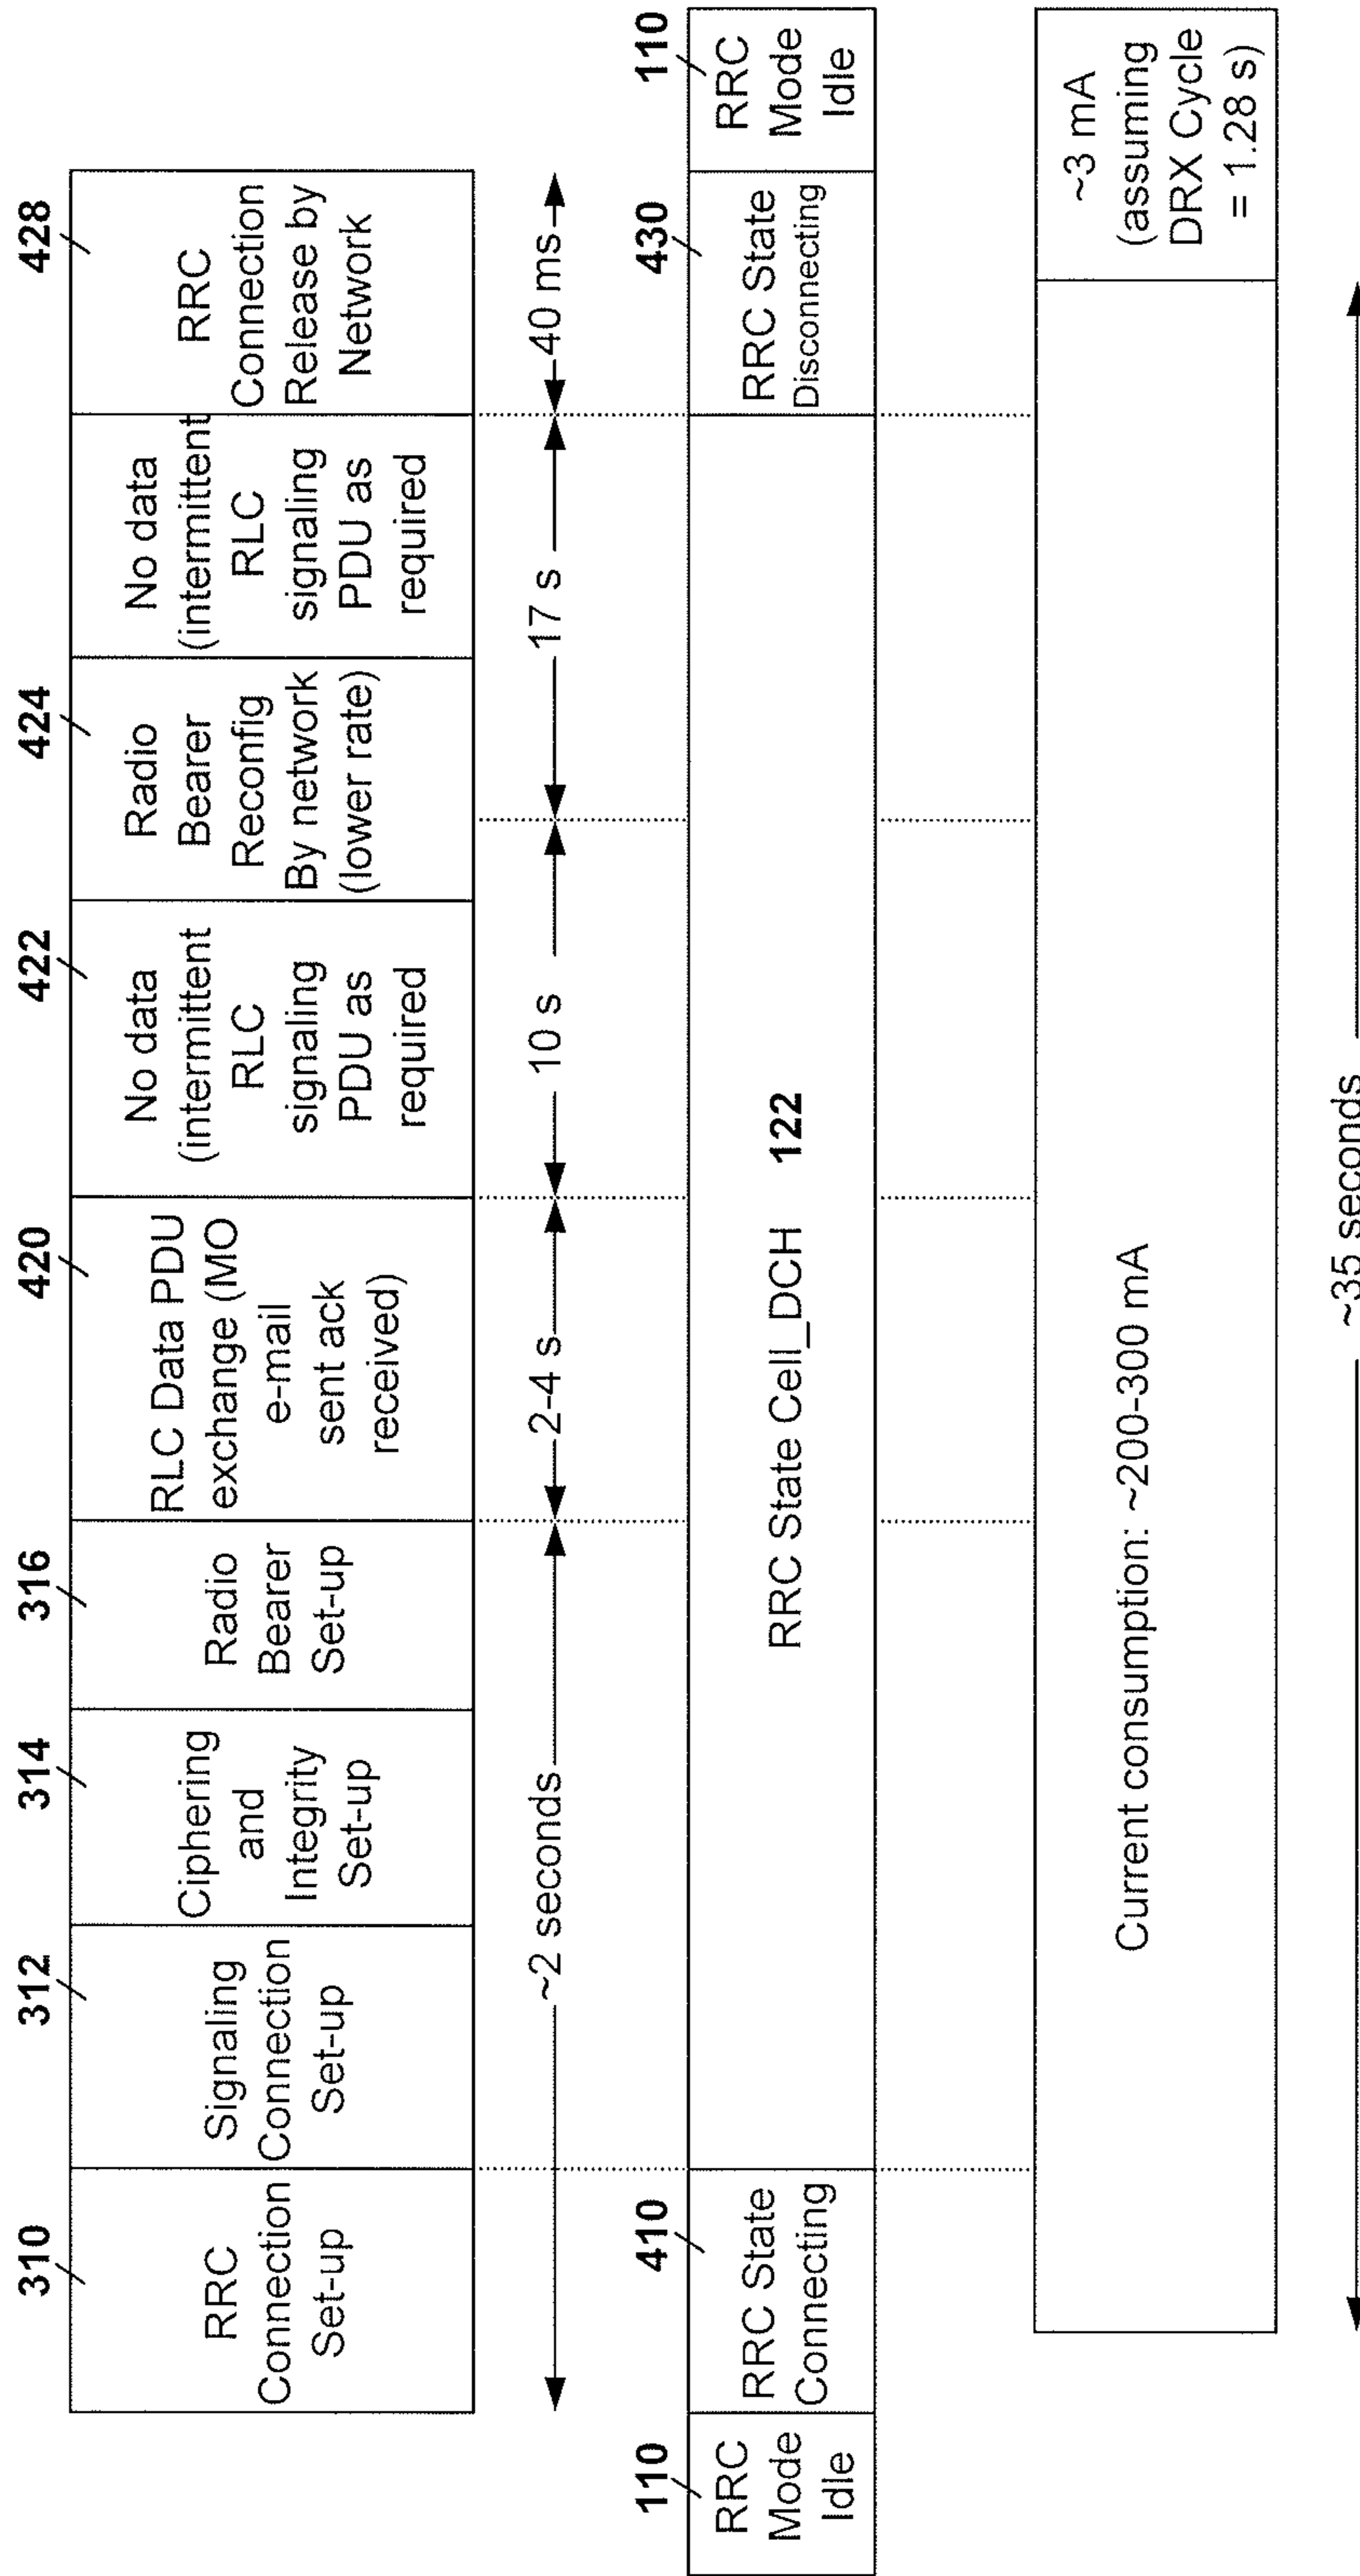 310
RRC
Connection
Set-up
312
Signaling
Connection
Set-up
314
Ciphering
and
Integrity
Set-up
316
Radio
Bearer
Set-up
420
RLC Data PDU
exchange (MO
e-mail
sent ack
received)
422
No data
(intermittent
RLC
signaling
PDU as
required
424
Radio
Bearer
Reconfig
By network
(lower rate)
No data
(intermittent
RLC
signaling
PDU as
required
428
RRC
Connection
Release by
Network
~2 seconds
2-4 s
10 s
17 s
40 ms
110
RRC
Mode
Idle
410
RRC State
Connecting
RRC State Cell_DCH 122
430
RRC State
Disconnecting
110
RRC
Mode
Idle
Current consumption: ~200-300 mA
~3 mA
(assuming
DRX Cycle
= 1.28 s)
~35 seconds